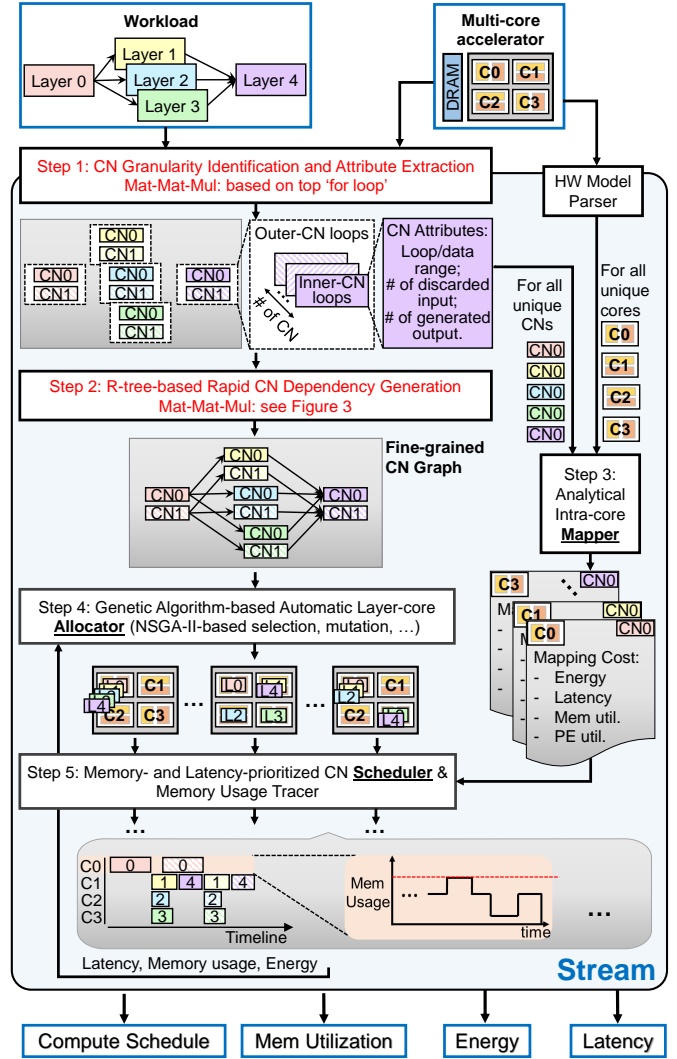 Workload
Layer 0
Layer 1
Layer 2
Layer 3
Layer 4
Multi-core
accelerator
DRAM
C0
C1
C2
C3
Step 1: CN Granularity Identification and Attribute Extraction
Mat-Mat-Mul: based on top ‘for loop’
HW Model
Parser
CN0
CN1
CN0
CN1
CN0
CN1
CN0
CN1
CN0
CN1
Outer-CN loops
Inner-CN
loops
...
# of CN
CN Attributes:
Loop/data
range;
# of discarded
input;
# of generated
output.
For all
unique
CNs
CN0
CN0
CN0
CN0
CN0
For all
unique
cores
C0
C1
C2
C3
Step 2: R-tree-based Rapid CN Dependency Generation
Mat-Mat-Mul: see Figure 3
Fine-grained
CN Graph
CN0
CN1
CN0
CN1
CN0
CN1
CN0
CN1
CN0
CN1
Step 3:
Analytical
Intra-core
Mapper
C3
CN0
C1
CN0
C0
CN0
Mapping Cost:
- Energy
- Latency
- Mem util.
- PE util.
Step 4: Genetic Algorithm-based Automatic Layer-core
Allocator (NSGA-II-based selection, mutation, …)
L4
C1
C2
C3
...
L0
L4
L2
L3
...
L2
C1
C2
L4
Step 5: Memory- and Latency-prioritized CN Scheduler &
Memory Usage Tracer
... ... ...
C0
0 0
C1
1 4 1 4
C2
2 2
C3
3 3
Timeline
Mem
Usage
...
time
...
Latency, Memory usage, Energy
Stream
Compute Schedule
Mem Utilization
Energy
Latency